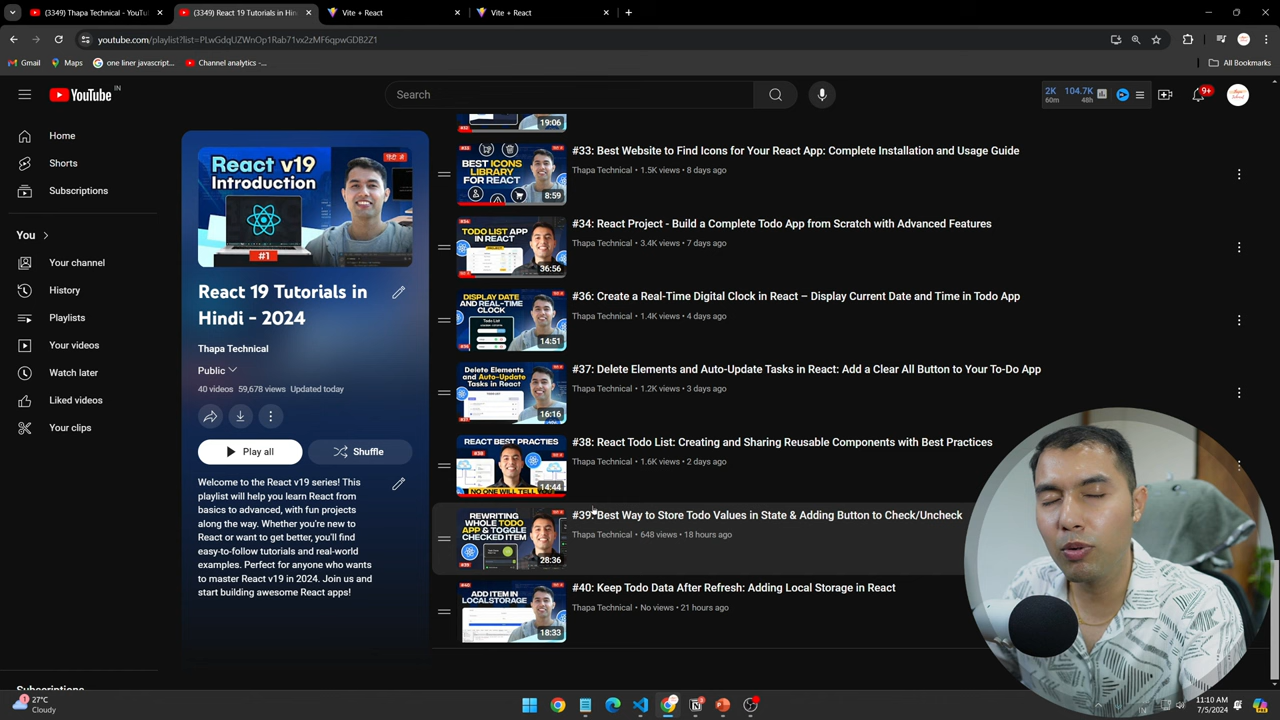 (3349) Thapa Technical - YouT
(3349) React 19 Tutorials in Hin
Vite + React
Vite + React
youtube.com/playlist?list=PLwGdqUZWnOp1Rab71vx2zMF6qpwGDB2Z1
Gmail
Maps
one liner javascript...
Channel analytics -...
All Bookmarks
YouTube IN
Search
2K
60m
104.7K
48h
9+
Home
Shorts
Subscriptions
You
Your channel
History
Playlists
Your videos
Watch later
Liked videos
Your clips
React v19
Introduction
#1
React 19 Tutorials in
Hindi - 2024
Thapa Technical
Public
40 videos 59,678 views Updated today
Play all
Shuffle
Welcome to the React v19 series! This
playlist will help you learn React from
basics to advanced, with fun projects
along the way. Whether you're new to
React or want to get better, you'll find
easy-to-follow tutorials and real-world
examples. Perfect for anyone who wants
to master React v19 in 2024. Join us and
start building awesome React apps!
19:06
BEST ICONS
LIBRARY
FOR REACT
8:59
#33: Best Website to Find Icons for Your React App: Complete Installation and Usage Guide
Thapa Technical • 1.5K views • 8 days ago
TODO LIST APP
IN REACT
36:56
#34: React Project - Build a Complete Todo App from Scratch with Advanced Features
Thapa Technical • 3.4K views • 7 days ago
DISPLAY DATE
AND REAL-TIME
CLOCK
14:51
#36: Create a Real-Time Digital Clock in React – Display Current Date and Time in Todo App
Thapa Technical • 1.4K views • 4 days ago
Delete Elements
and Auto-Update
Tasks in React
16:16
#37: Delete Elements and Auto-Update Tasks in React: Add a Clear All Button to Your To-Do App
Thapa Technical • 1.2K views • 3 days ago
REACT BEST PRACTIES
NO ONE WILL TELL YOU
14:44
#38: React Todo List: Creating and Sharing Reusable Components with Best Practices
Thapa Technical • 1.6K views • 2 days ago
REWRITING
WHOLE TODO
APP & TOGGLE
CHECKED ITEM
28:36
#39: Best Way to Store Todo Values in State & Adding Button to Check/Uncheck
Thapa Technical • 648 views • 18 hours ago
ADD ITEM IN
LOCALSTORAGE
18:33
#40: Keep Todo Data After Refresh: Adding Local Storage in React
Thapa Technical • No views • 21 hours ago
Subscriptions
27°C
Cloudy
11:10 AM
7/5/2024